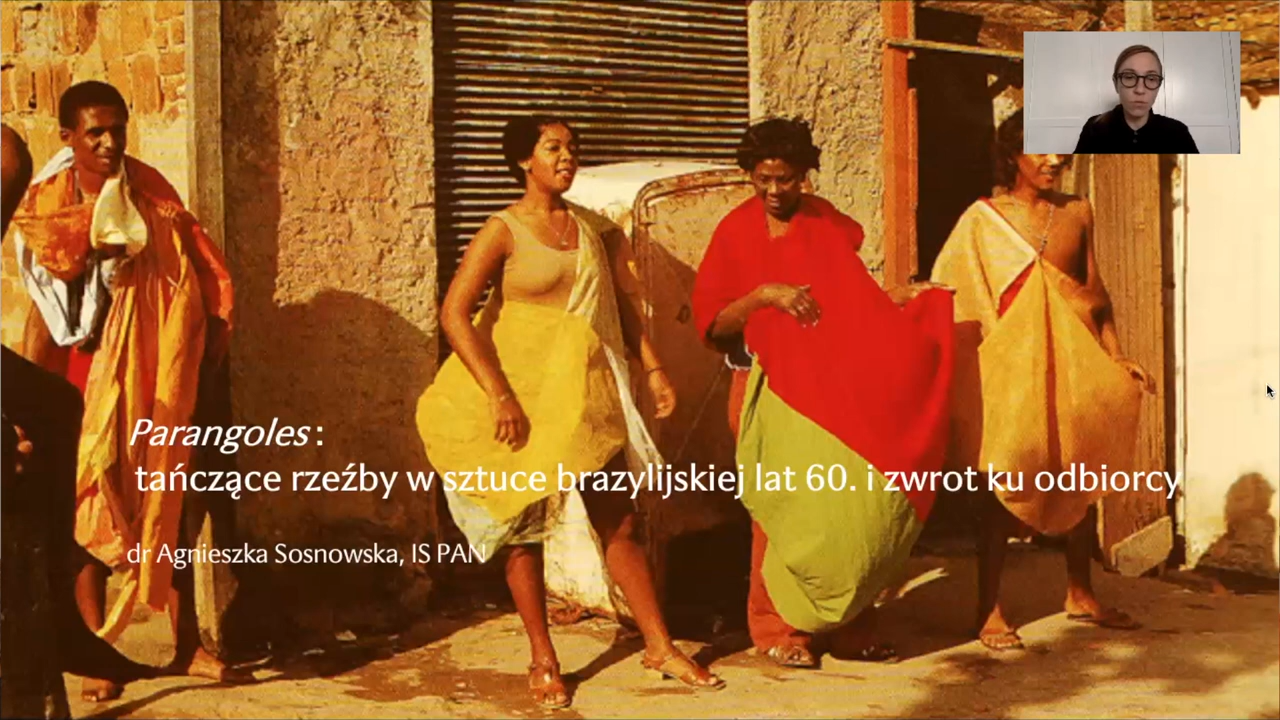 Parangoles :
tańczące rzeźby w sztuce brazylijskiej lat 60. i zwrot ku odbiorcy
dr Agnieszka Sosnowska, IS PAN